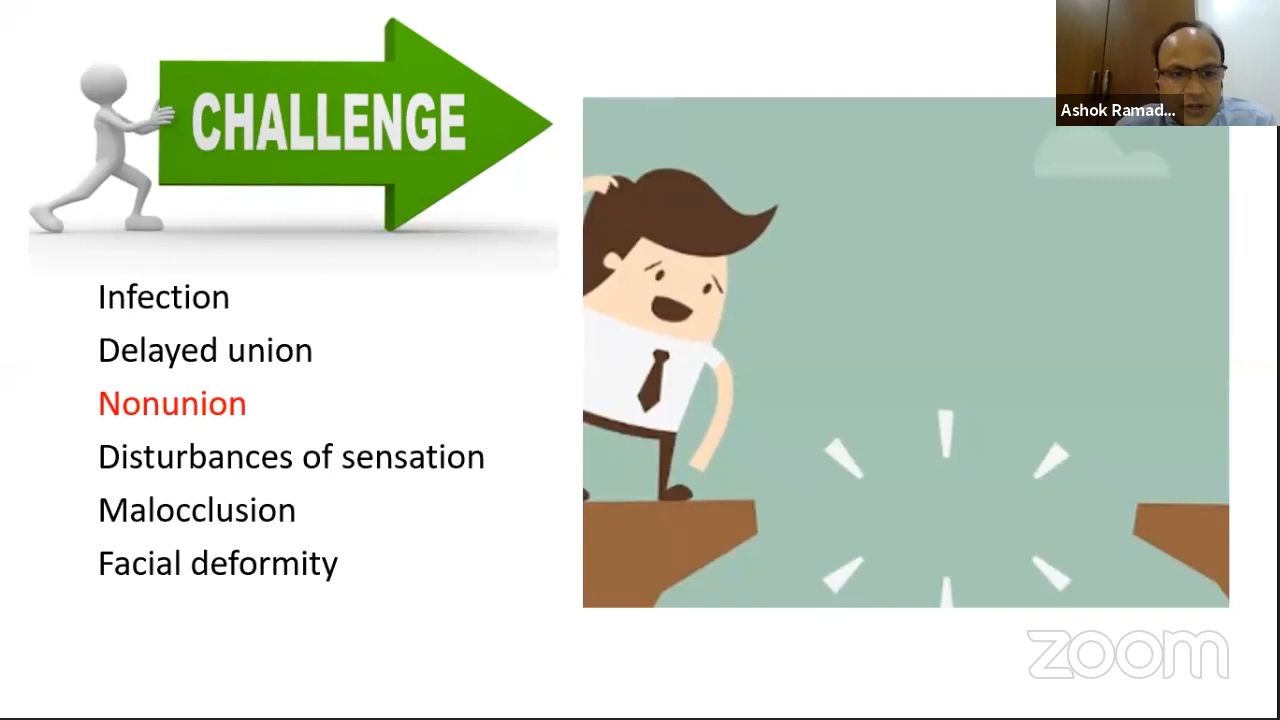 CHALLENGE
Ashok Ramad...
Infection
Delayed union
Nonunion
Disturbances of sensation
Malocclusion
Facial deformity
zoom